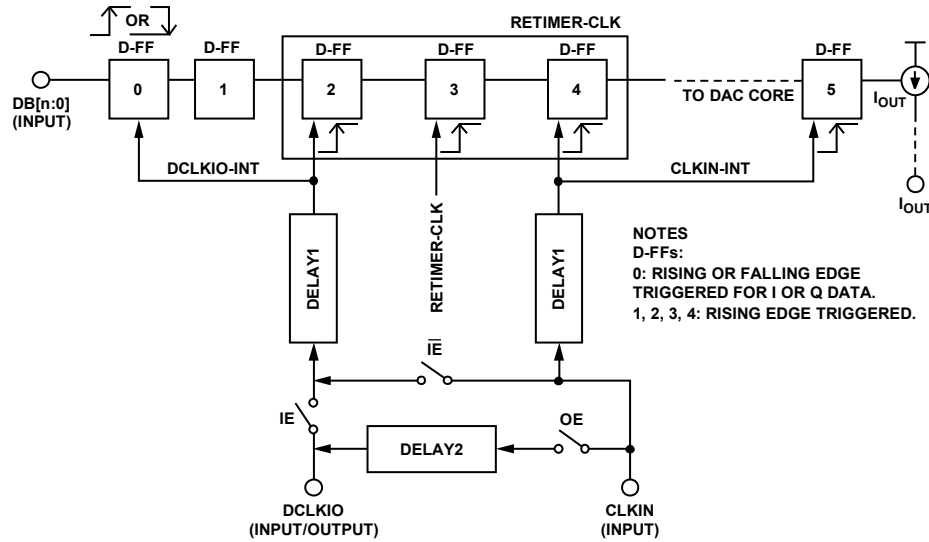 OR
RETIMER-CLK
D-FF D-FF D-FF D-FF D-FF D-FF
0 1 2 3 4 5
DB[n:0]
(INPUT)
TO DAC CORE
IOUT
DCLKIO-INT
CLKIN-INT
IOUT
DELAY1
RETIMER-CLK
DELAY1
NOTES
D-FFs:
0: RISING OR FALLING EDGE
TRIGGERED FOR I OR Q DATA.
1, 2, 3, 4: RISING EDGE TRIGGERED.
IE
IE
OE
DELAY2
DCLKIO
(INPUT/OUTPUT)
CLKIN
(INPUT)